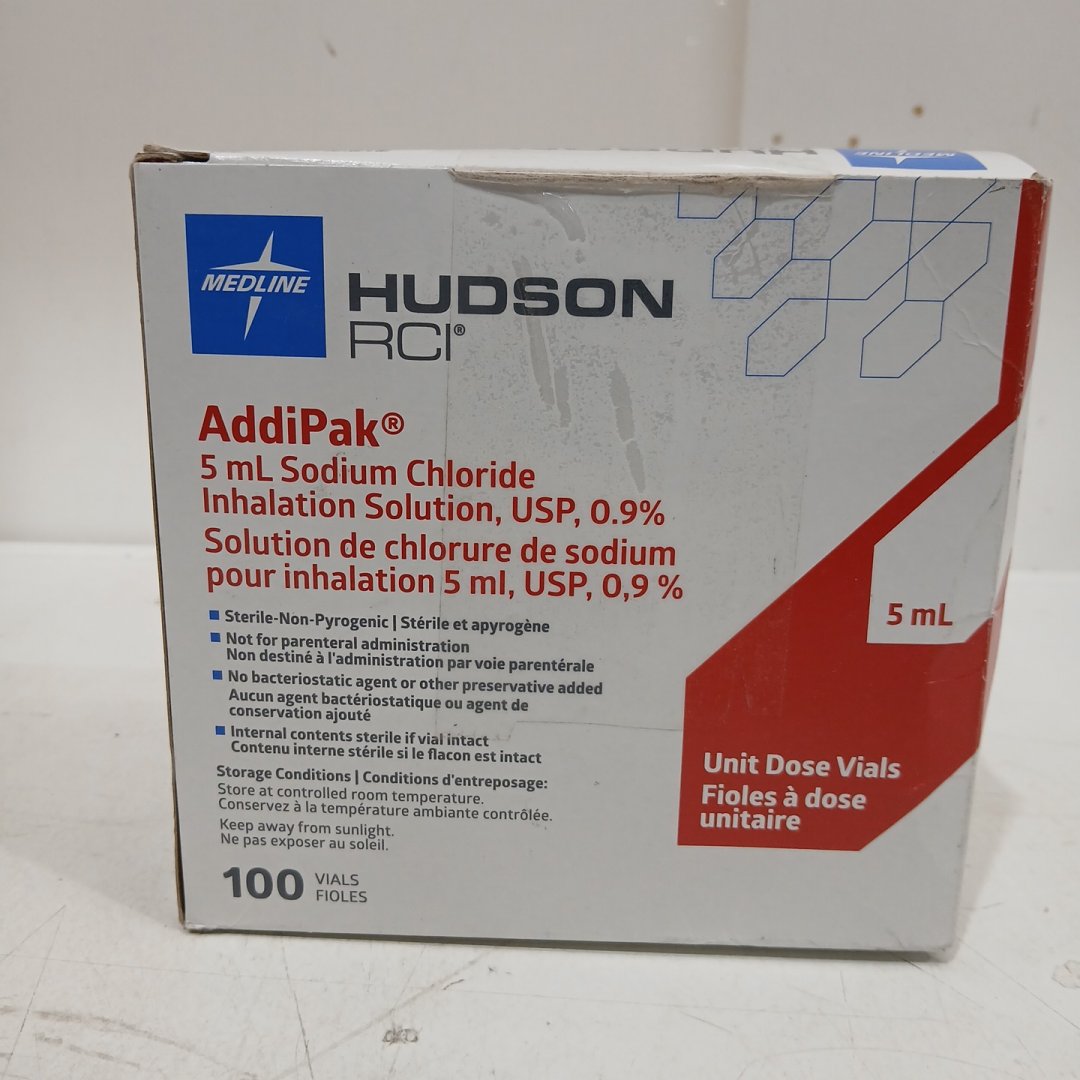 MEDLINE
MEDLINE
HUDSON
RCI®
AddiPak®
5 mL Sodium Chloride
Inhalation Solution, USP, 0.9%
Solution de chlorure de sodium
pour inhalation 5 ml, USP, 0,9 %
Sterile-Non-Pyrogenic | Stérile et apyrogène
Not for parenteral administration
Non destiné à l'administration par voie parentérale
No bacteriostatic agent or other preservative added
Aucun agent bactériostatique ou agent de
conservation ajouté
Internal contents sterile if vial intact
Contenu interne stérile si le flacon est intact
Storage Conditions | Conditions d'entreposage:
Store at controlled room temperature.
Conservez à la température ambiante contrôlée.
Keep away from sunlight.
Ne pas exposer au soleil.
100 VIALS
FIOLES
5 mL
Unit Dose Vials
Fioles à dose
unitaire